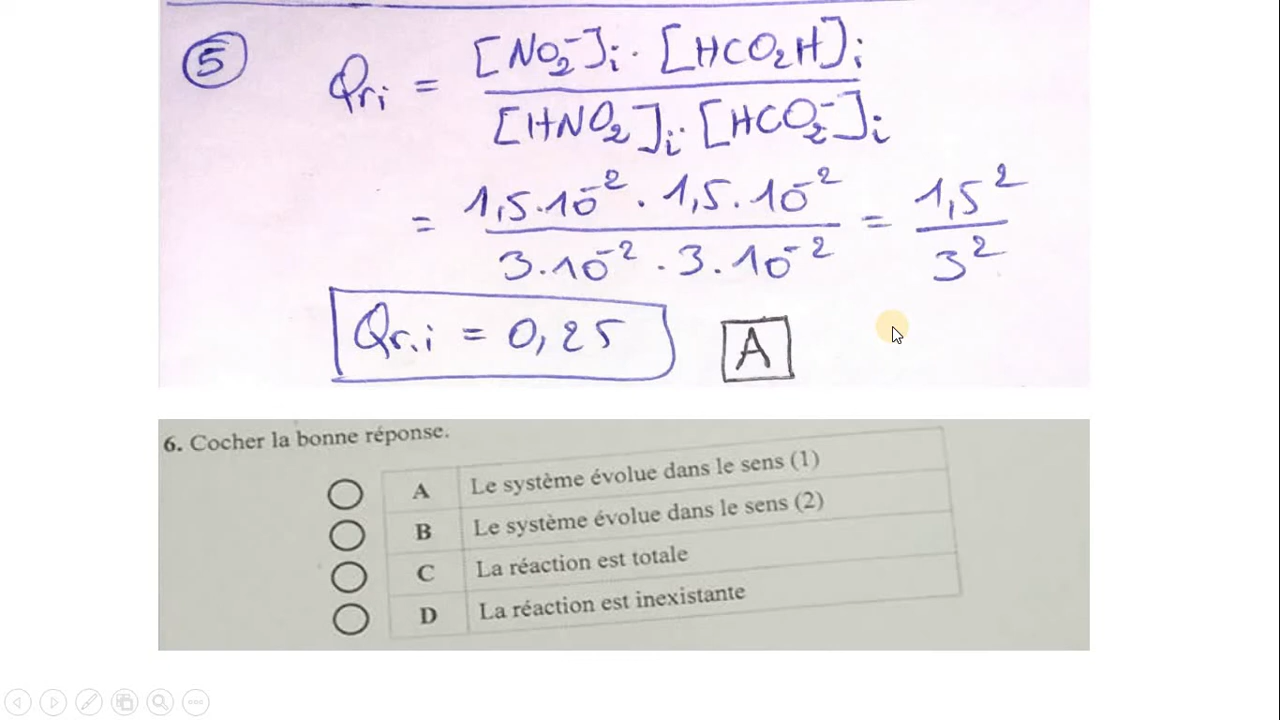 5
Qri = [NO₂⁻]i · [HCO₂H]i / [HNO₂]i · [HCO₂⁻]i
= 1,5·10⁻² · 1,5·10⁻² / 3·10⁻² · 3·10⁻² = 1,5² / 3²
Qr.i = 0,25 A
6. Cocher la bonne réponse.
A Le système évolue dans le sens (1)
B Le système évolue dans le sens (2)
C La réaction est totale
D La réaction est inexistante